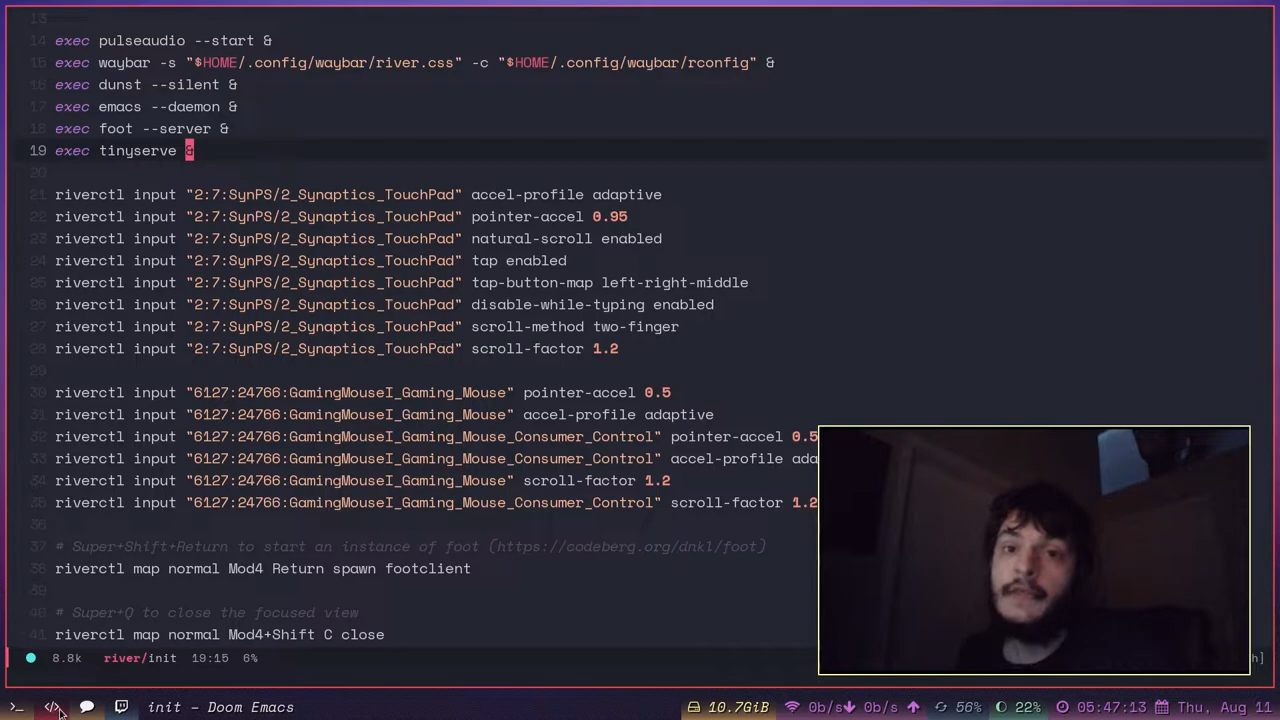 13
14 exec pulseaudio --start &
15 exec waybar -s "$HOME/.config/waybar/river.css" -c "$HOME/.config/waybar/rconfig" &
16 exec dunst --silent &
17 exec emacs --daemon &
18 exec foot --server &
19 exec tinyserve &
20
21 riverctl input "2:7:SynPS/2_Synaptics_TouchPad" accel-profile adaptive
22 riverctl input "2:7:SynPS/2_Synaptics_TouchPad" pointer-accel 0.95
23 riverctl input "2:7:SynPS/2_Synaptics_TouchPad" natural-scroll enabled
24 riverctl input "2:7:SynPS/2_Synaptics_TouchPad" tap enabled
25 riverctl input "2:7:SynPS/2_Synaptics_TouchPad" tap-button-map left-right-middle
26 riverctl input "2:7:SynPS/2_Synaptics_TouchPad" disable-while-typing enabled
27 riverctl input "2:7:SynPS/2_Synaptics_TouchPad" scroll-method two-finger
28 riverctl input "2:7:SynPS/2_Synaptics_TouchPad" scroll-factor 1.2
29
30 riverctl input "6127:24766:GamingMouseI_Gaming_Mouse" pointer-accel 0.5
31 riverctl input "6127:24766:GamingMouseI_Gaming_Mouse" accel-profile adaptive
32 riverctl input "6127:24766:GamingMouseI_Gaming_Mouse_Consumer_Control" pointer-accel 0.5
33 riverctl input "6127:24766:GamingMouseI_Gaming_Mouse_Consumer_Control" accel-profile ada
34 riverctl input "6127:24766:GamingMouseI_Gaming_Mouse" scroll-factor 1.2
35 riverctl input "6127:24766:GamingMouseI_Gaming_Mouse_Consumer_Control" scroll-factor 1.2
36
37 # Super+Shift+Return to start an instance of foot (https://codeberg.org/dnkl/foot)
38 riverctl map normal Mod4 Return spawn footclient
39
40 # Super+Q to close the focused view
41 riverctl map normal Mod4+Shift C close
8.8k river/init 19:15 6% h]
>_ </> init – Doom Emacs 10.7GiB 0b/s 0b/s 56% 22% 05:47:13 Thu, Aug 11